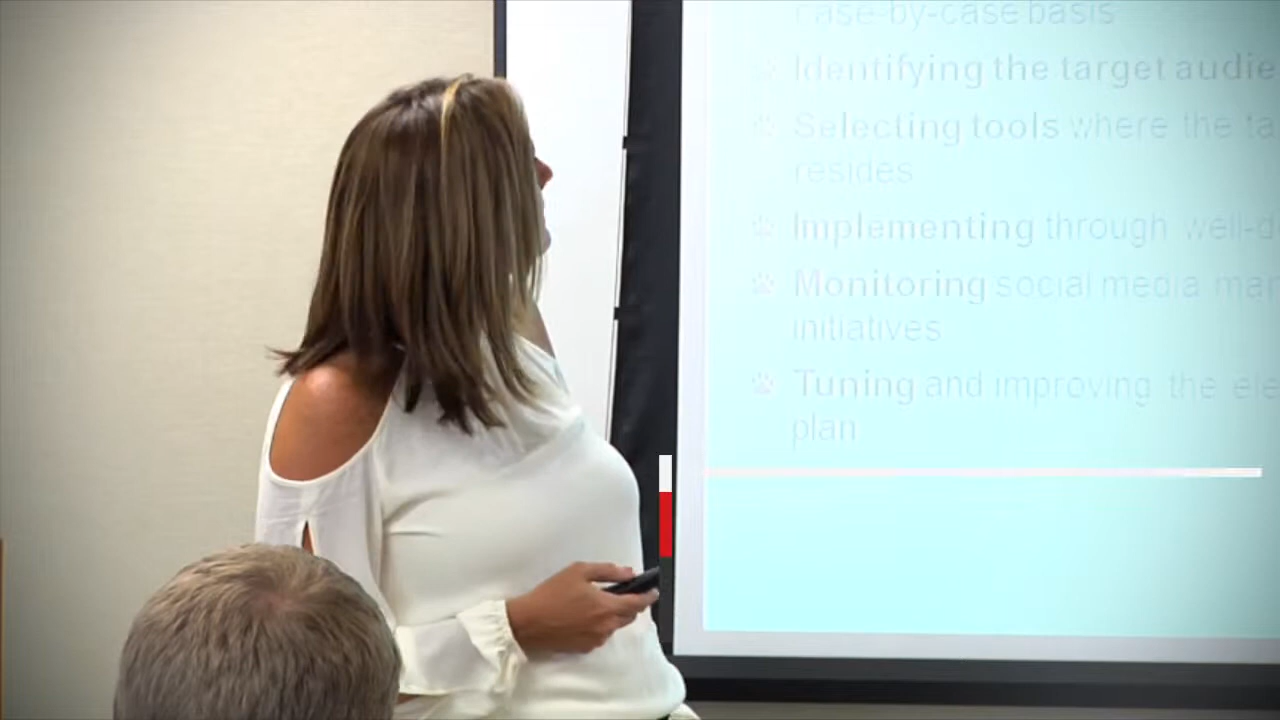 case-by-case basis
Identifying the target audie
Selecting tools where the ta
resides
Implementing through well-d
Monitoring social media mar
initiatives
Tuning and improving the ele
plan